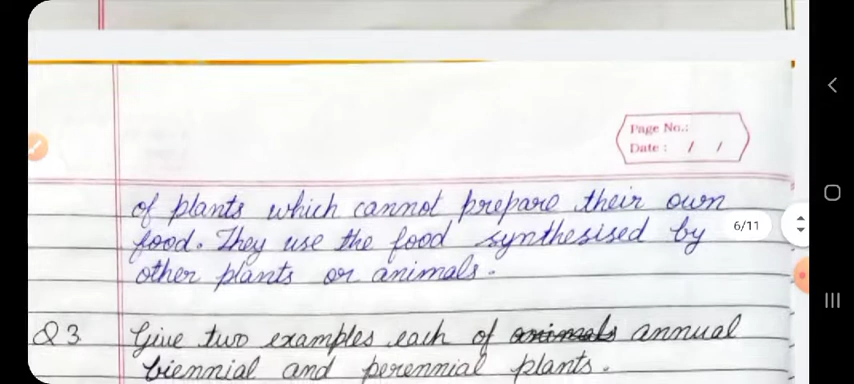 Page No.:
Date : / /
of plants which cannot prepare their own
food. They use the food synthesised by
6/11
other plants or animals.
Q3 Give two examples each of animals annual
biennial and perennial plants.